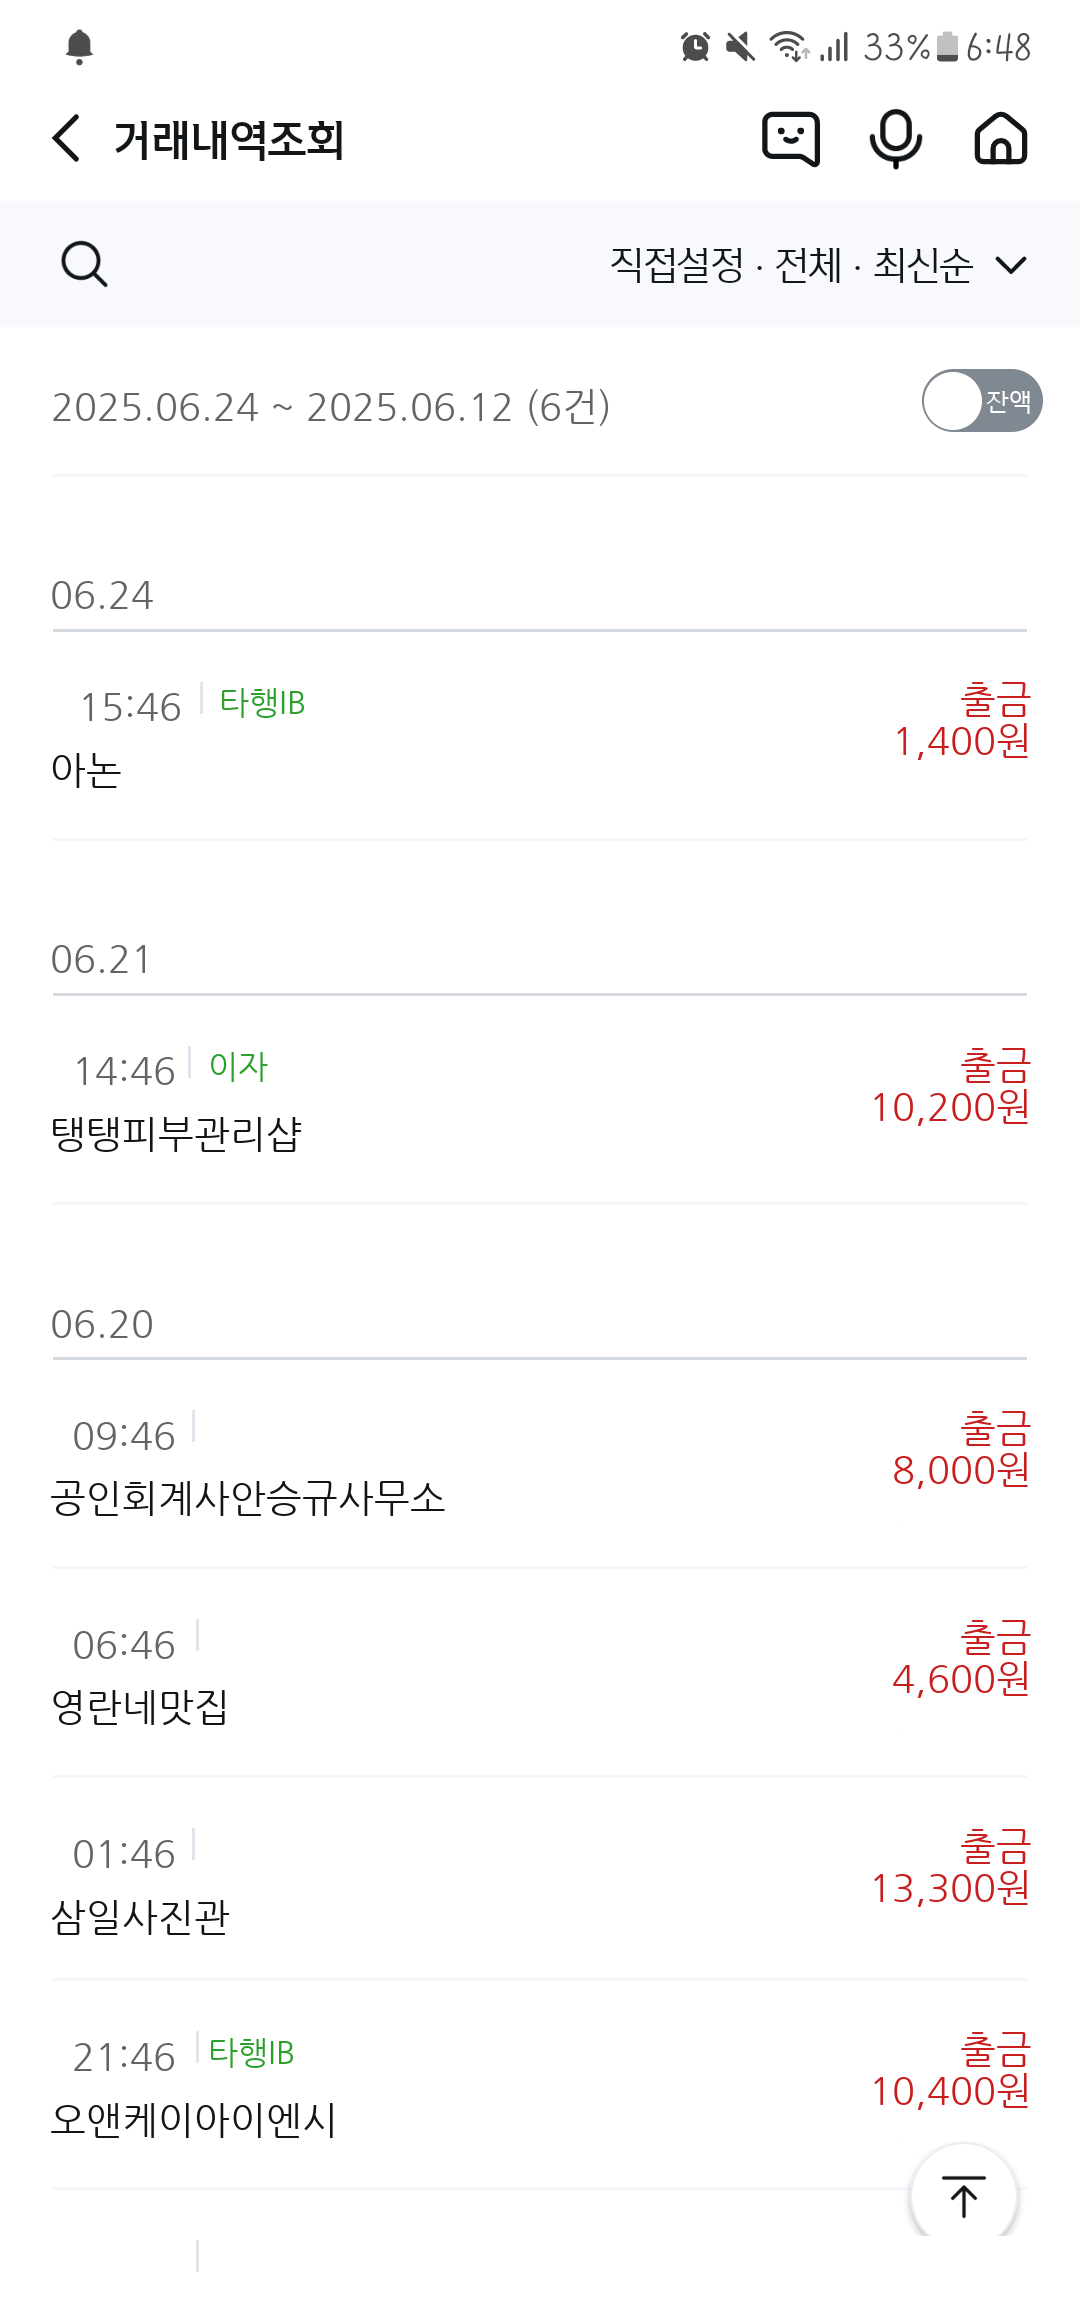 33% 6:48
거래내역조회
직접설정 · 전체 · 최신순
2025.06.24 ~ 2025.06.12 (6건)
잔액
06.24
15:46 타행IB
출금
1,400원
아논
06.21
14:46 이자
출금
10,200원
탱탱피부관리샵
06.20
09:46
출금
8,000원
공인회계사안승규사무소
06:46
출금
4,600원
영란네맛집
01:46
출금
13,300원
삼일사진관
21:46 타행IB
출금
10,400원
오앤케이아이엔시